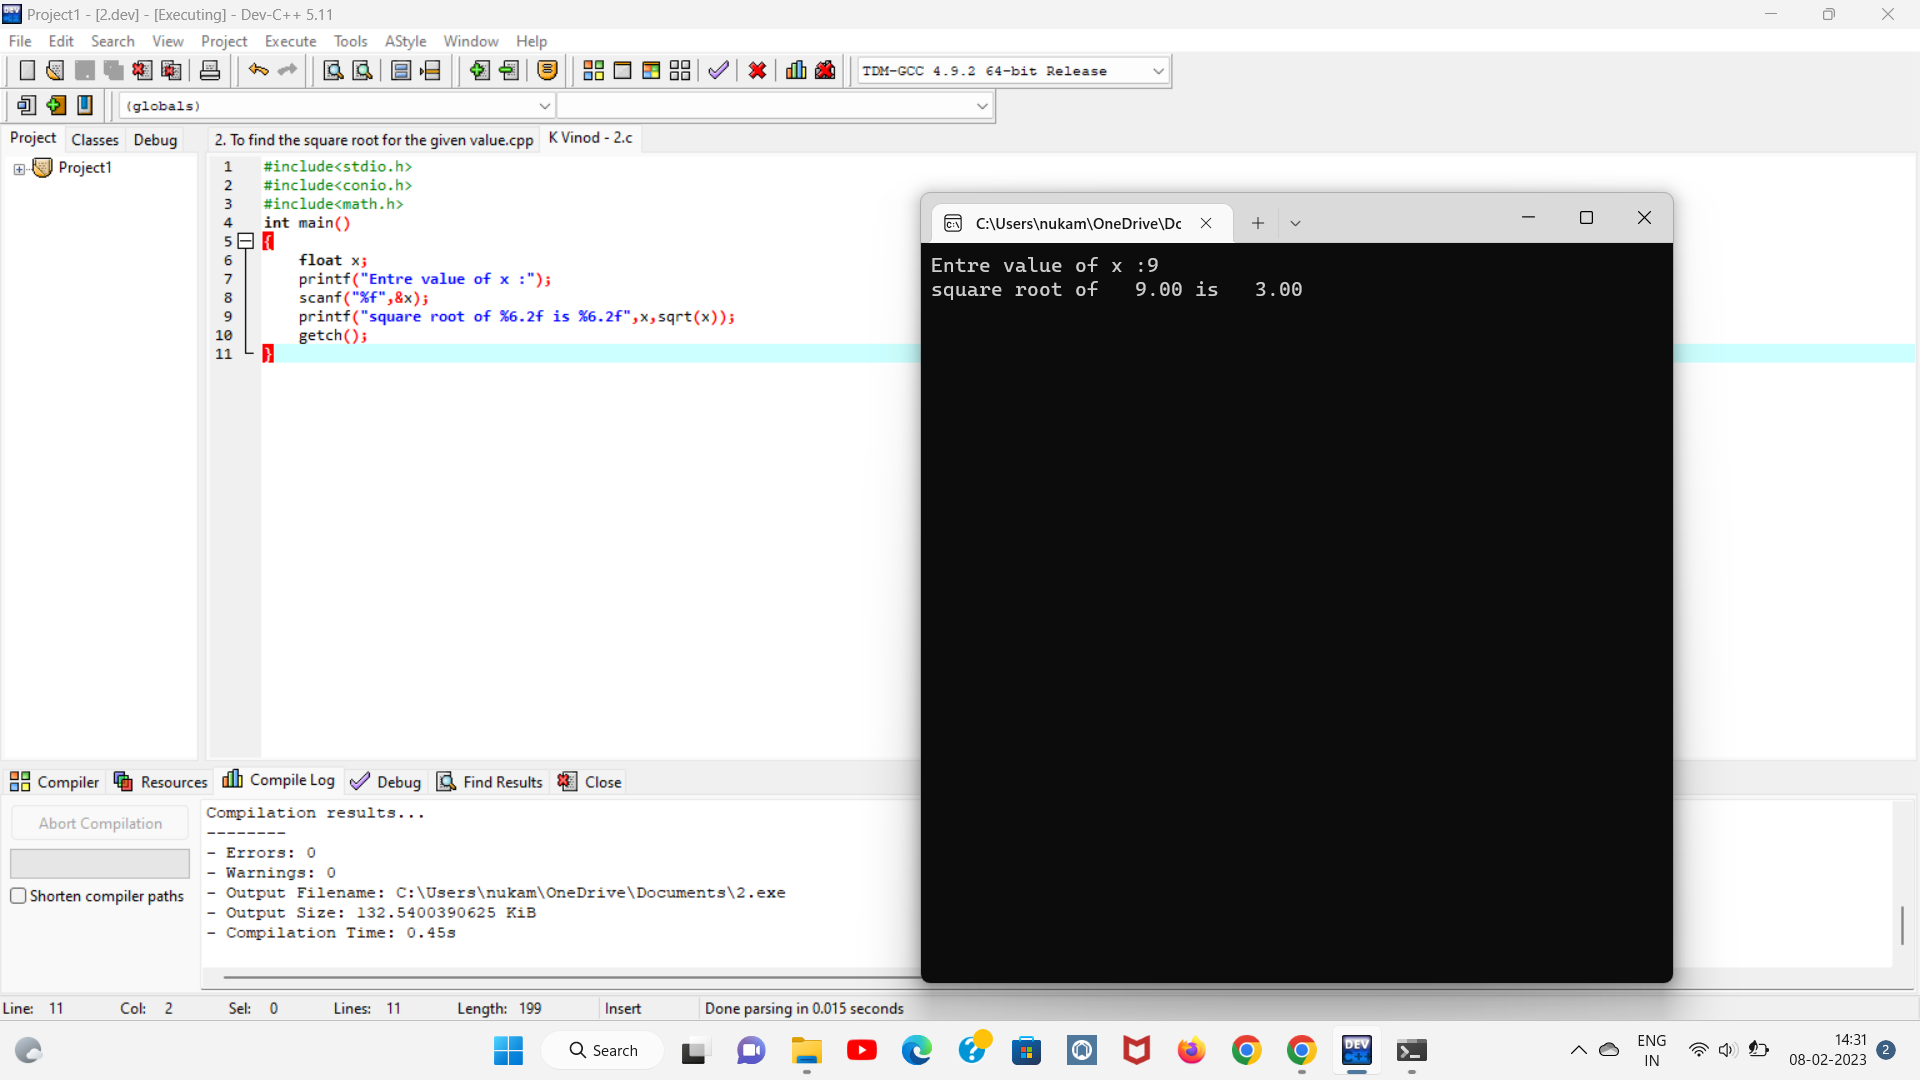 Project1 - [2.dev] - [Executing] - Dev-C++ 5.11
File Edit Search View Project Execute Tools AStyle Window Help
TDM-GCC 4.9.2 64-bit Release
(globals)
Project Classes Debug
2. To find the square root for the given value.cpp K Vinod - 2.c
Project1
1 #include<stdio.h>
2 #include<conio.h>
3 #include<math.h>
4 int main()
5 {
6 float x;
7 printf("Entre value of x :");
8 scanf("%f",&x);
9 printf("square root of %6.2f is %6.2f",x,sqrt(x));
10 getch();
11 }
C:\Users\nukam\OneDrive\Dc
Entre value of x :9
square root of   9.00 is   3.00
Compiler Resources Compile Log Debug Find Results Close
Abort Compilation
Shorten compiler paths
Compilation results...
--------
- Errors: 0
- Warnings: 0
- Output Filename: C:\Users\nukam\OneDrive\Documents\2.exe
- Output Size: 132.5400390625 KiB
- Compilation Time: 0.45s
Line: 11 Col: 2 Sel: 0 Lines: 11 Length: 199 Insert Done parsing in 0.015 seconds
Search
DEV
C++
ENG
IN
14:31
08-02-2023
2